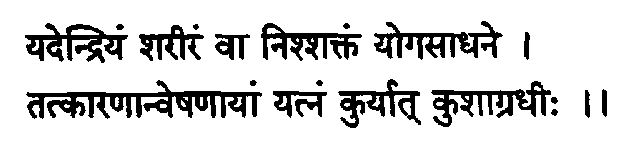 यदेन्द्रियं शरीरं वा निश्शक्तं योगसाधने ।
तत्कारणान्वेषणायां यत्नं कुर्यात् कुशाग्रधीः ।।